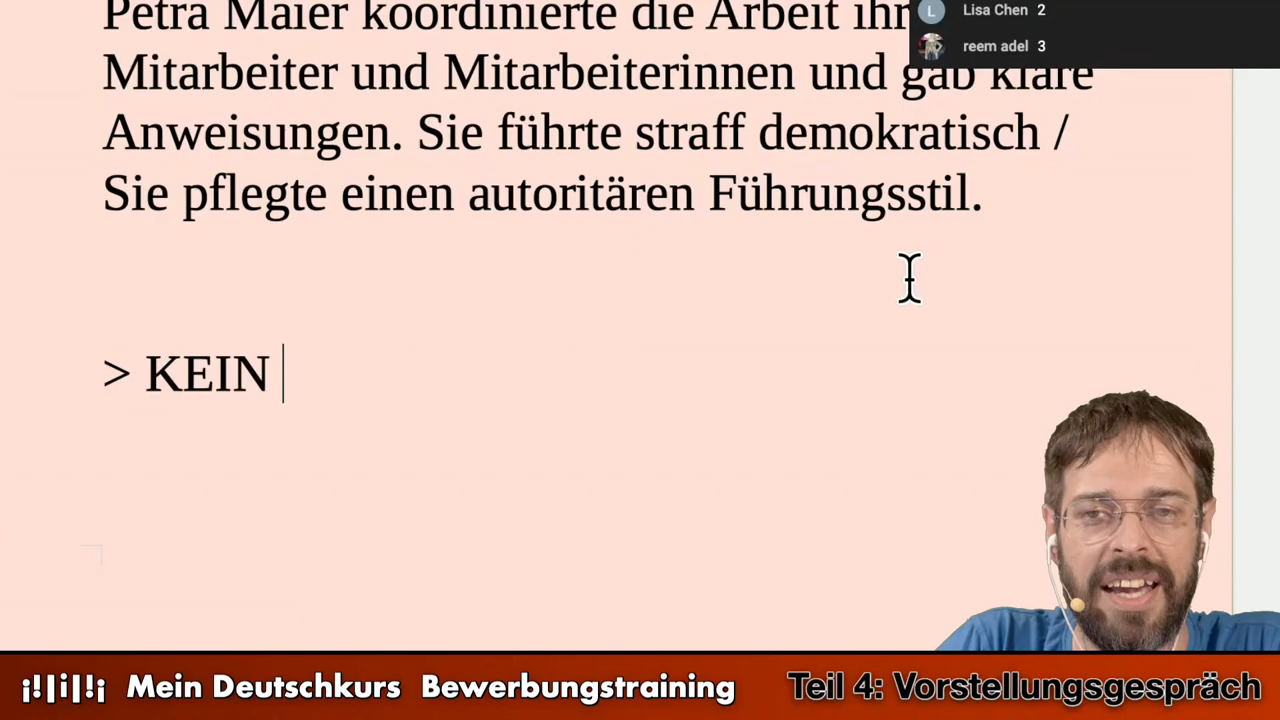 Petra Maier koordinierte die Arbeit ihr
Lisa Chen 2
L
reem adel 3
Mitarbeiter und Mitarbeiterinnen und gab klare
Anweisungen. Sie führte straff demokratisch /
Sie pflegte einen autoritären Führungsstil.
> KEIN
¡!|i|!¡ Mein Deutschkurs Bewerbungstraining Teil 4: Vorstellungsgespräch